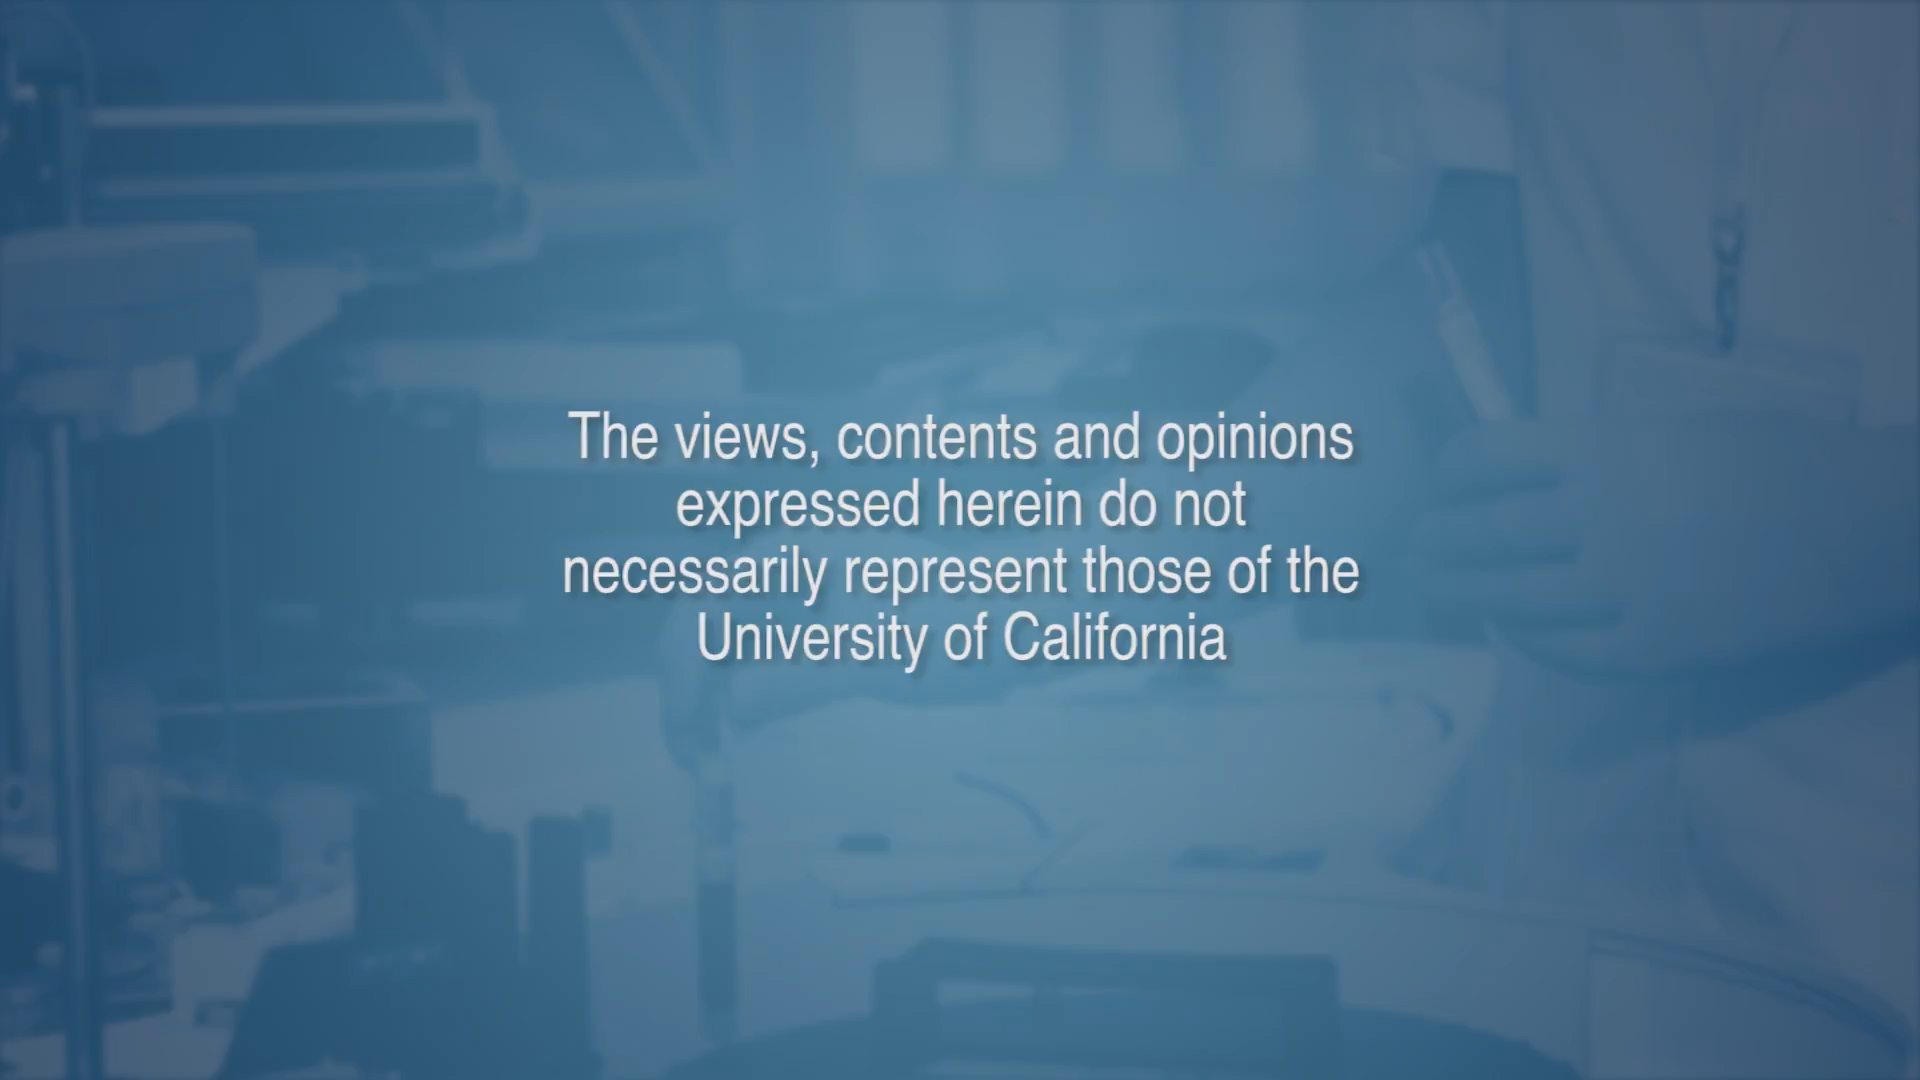 The views, contents and opinions
expressed herein do not
necessarily represent those of the
University of California